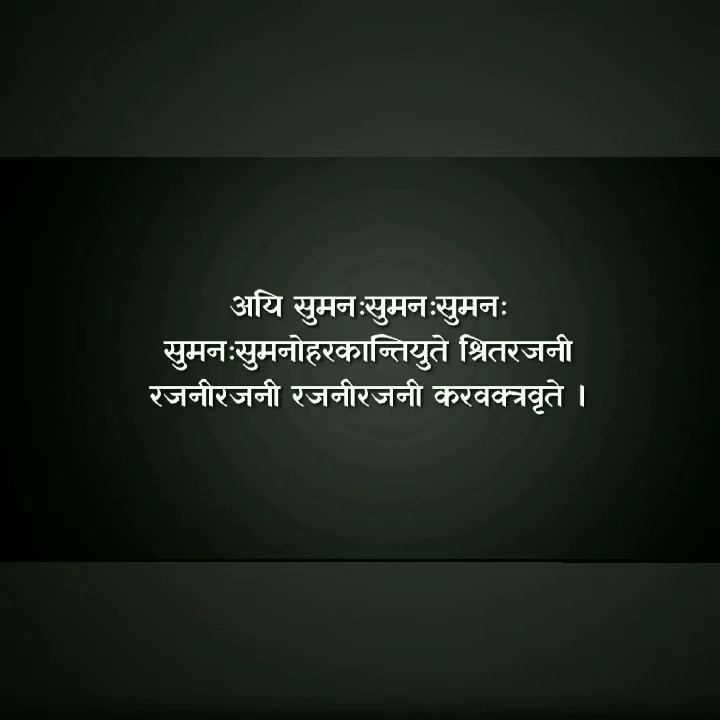 अयि सुमनःसुमनःसुमनः
सुमनःसुमनोहरकान्तियुते श्रितरजनी
रजनीरजनी रजनीरजनी करवक्त्रवृते ।